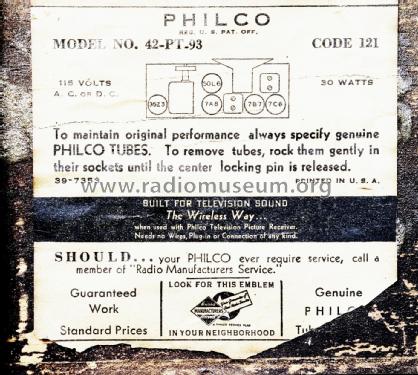 PHILCO
REG. U. S. PAT. OFF.
MODEL NO. 42-PT-93 CODE 121
115 VOLTS
A. C. OR D. C.
30 WATTS
50L6
35Z3 7A8 7B7 7C6
To maintain original performance always specify genuine
PHILCO TUBES. To remove tubes, rock them gently in
their sockets until the center locking pin is released.
39-7353 PRINTED IN U. S. A.
www.radiomuseum.org
BUILT FOR TELEVISION SOUND
The Wireless Way...
when used with Philco Television Picture Receiver.
Needs no Wires, Plug-in or Connection of any kind.
SHOULD... your PHILCO ever require service, call a
member of "Radio Manufacturers Service."
Guaranteed
Work
Standard Prices
LOOK FOR THIS EMBLEM
MANUFACTURERS
A PHILCO SERVICE PLAN
IN YOUR NEIGHBORHOOD
Genuine
PHIL
Tub